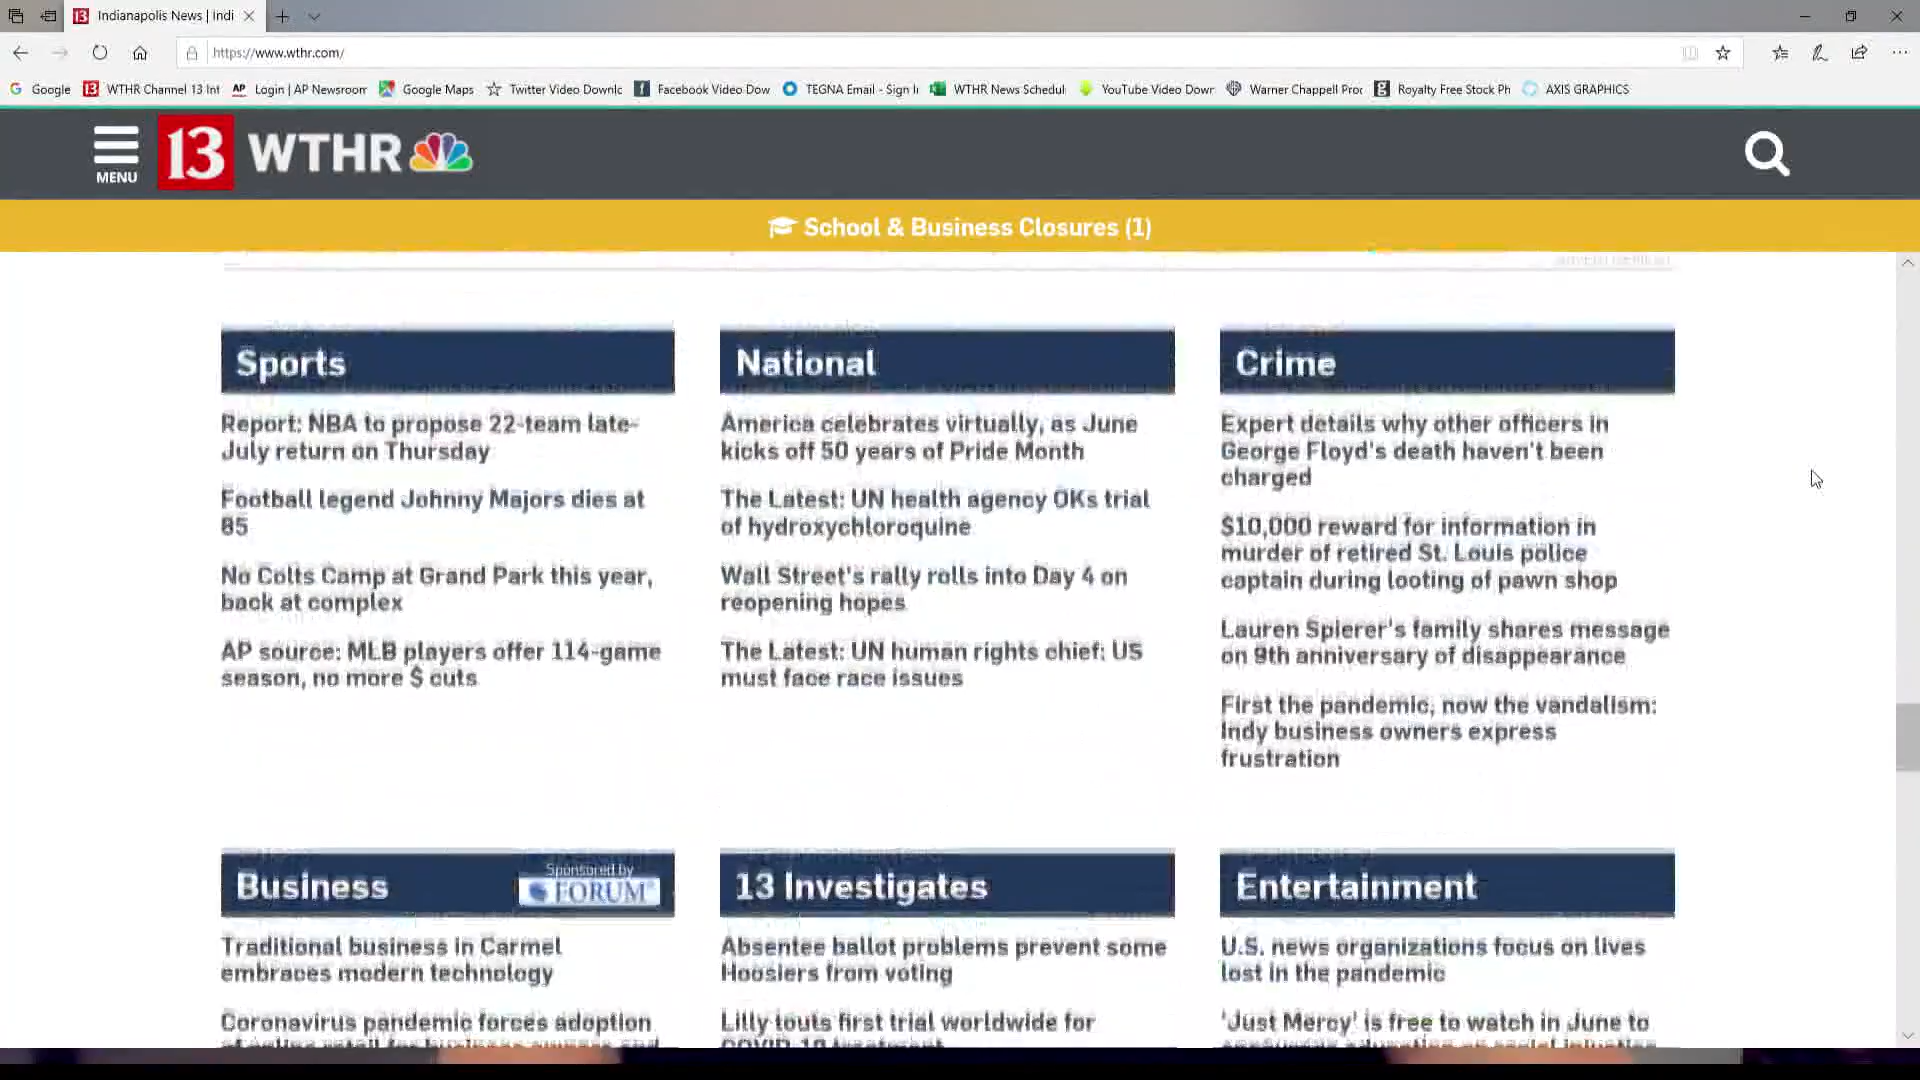 Indianapolis News | Indi
https://www.wthr.com/
Google
WTHR Channel 13 Int
AP
Login | AP Newsroom
Google Maps
Twitter Video Downlo
Facebook Video Dow
TEGNA Email - Sign I
WTHR News Schedul
YouTube Video Dowr
Warner Chappell Pro
Royalty Free Stock Ph
AXIS GRAPHICS
MENU
13 WTHR
School & Business Closures (1)
Sports
Report: NBA to propose 22-team late-
July return on Thursday
Football legend Johnny Majors dies at
85
No Colts Camp at Grand Park this year,
back at complex
AP source: MLB players offer 114-game
season, no more $ cuts
National
America celebrates virtually, as June
kicks off 50 years of Pride Month
The Latest: UN health agency OKs trial
of hydroxychloroquine
Wall Street's rally rolls into Day 4 on
reopening hopes
The Latest: UN human rights chief: US
must face race issues
Crime
Expert details why other officers in
George Floyd's death haven't been
charged
$10,000 reward for information in
murder of retired St. Louis police
captain during looting of pawn shop
Lauren Spierer's family shares message
on 9th anniversary of disappearance
First the pandemic, now the vandalism:
Indy business owners express
frustration
Business
Sponsored by
FORUM
Traditional business in Carmel
embraces modern technology
Coronavirus pandemic forces adoption
13 Investigates
Absentee ballot problems prevent some
Hoosiers from voting
Lilly touts first trial worldwide for
COVID-19 treatment
Entertainment
U.S. news organizations focus on lives
lost in the pandemic
'Just Mercy' is free to watch in June to